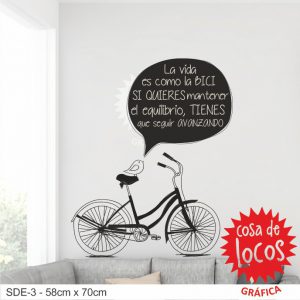 La vida
es como la BICI
SI QUIERES mantener
el equilibrio, TIENES
que seguir AVANZANDO
cosa de
locos
GRÁFICA
SDE-3 - 58cm x 70cm